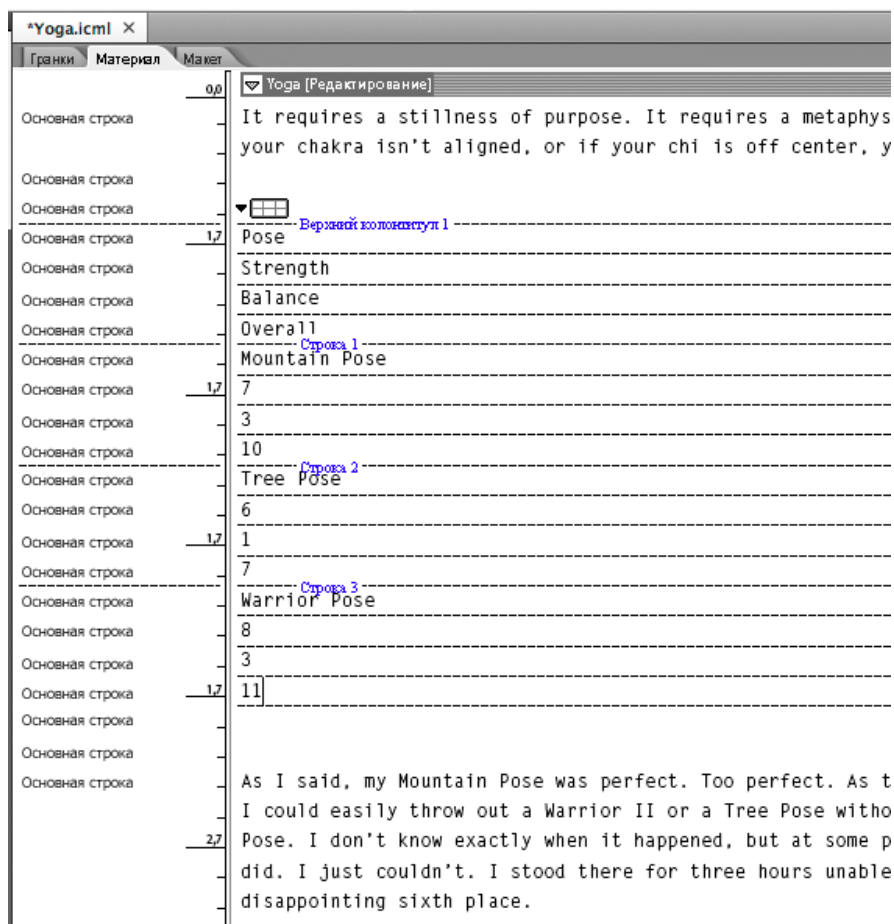 *Yoga.icml ×
Гранки Материал Макет
0,0 Yoga [Редактирование]
Основная строка It requires a stillness of purpose. It requires a metaphys
your chakra isn't aligned, or if your chi is off center, y
Основная строка
Основная строка
Верхний колонтитул 1
Основная строка 1,7 Pose
Основная строка Strength
Основная строка Balance
Основная строка Overall
Строка 1
Основная строка Mountain Pose
Основная строка 1,7 7
Основная строка 3
Основная строка 10
Строка 2
Основная строка Tree Pose
Основная строка 6
Основная строка 1,7 1
Основная строка 7
Строка 3
Основная строка Warrior Pose
Основная строка 8
Основная строка 3
Основная строка 1,7 11
Основная строка
Основная строка
Основная строка As I said, my Mountain Pose was perfect. Too perfect. As t
I could easily throw out a Warrior II or a Tree Pose witho
2,7 Pose. I don't know exactly when it happened, but at some p
did. I just couldn't. I stood there for three hours unable
disappointing sixth place.